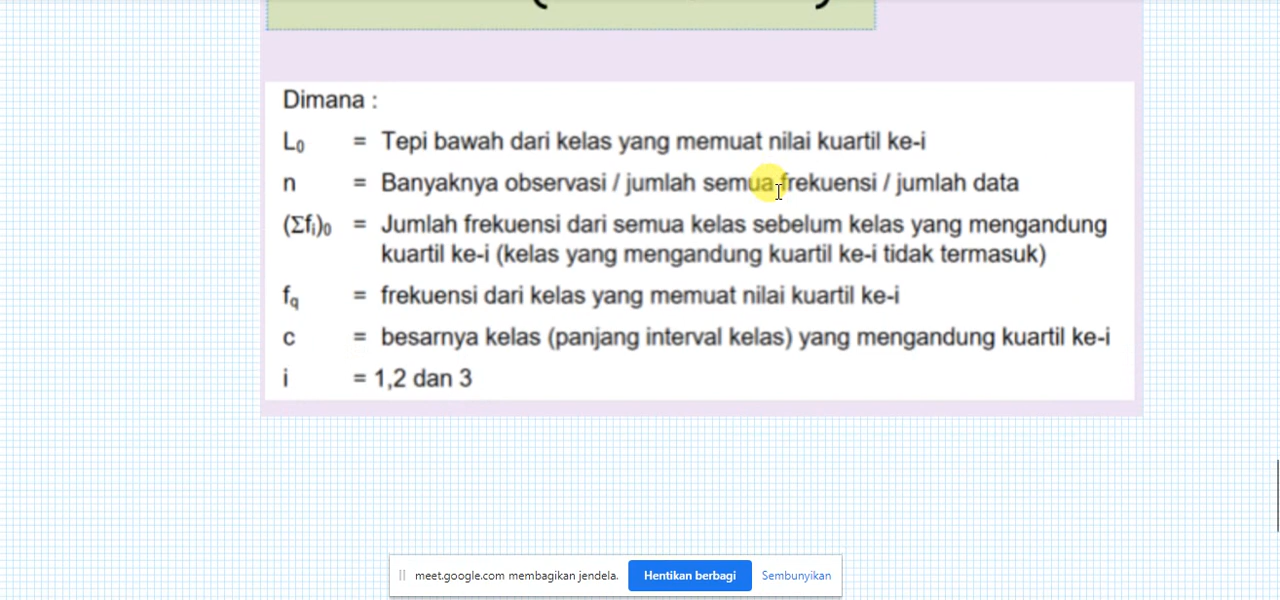 Dimana :
L₀ = Tepi bawah dari kelas yang memuat nilai kuartil ke-i
n = Banyaknya observasi / jumlah semua frekuensi / jumlah data
(Σfᵢ)₀ = Jumlah frekuensi dari semua kelas sebelum kelas yang mengandung
kuartil ke-i (kelas yang mengandung kuartil ke-i tidak termasuk)
f_q = frekuensi dari kelas yang memuat nilai kuartil ke-i
c = besarnya kelas (panjang interval kelas) yang mengandung kuartil ke-i
i = 1,2 dan 3
meet.google.com membagikan jendela. Hentikan berbagi Sembunyikan